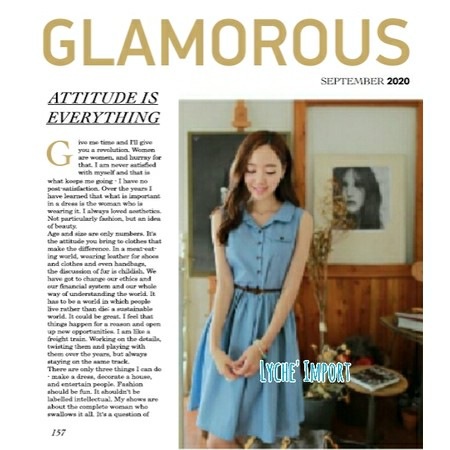 GLAMOROUS
SEPTEMBER 2020
ATTITUDE IS
EVERYTHING
Give me time and I'll give
you a revolution. Women
are women, and hurray for
that. I am never satisfied
with myself and that is
what keeps me going - I have no
post-satisfaction. Over the years I
have learned that what is important
in a dress is the woman who is
wearing it. I always loved aesthetics.
Not particularly fashion, but an idea
of beauty.
Age and size are only numbers. It's
the attitude you bring to clothes that
make the difference. In a meat-eat-
ing world, wearing leather for shoes
and clothes and even handbags,
the discussion of fur is childish. We
have got to change our ethics and
our financial system and our whole
way of understanding the world. It
has to be a world in which people
live rather than die; a sustainable
world. It could be great. I feel that
things happen for a reason and open
up new opportunities. I am like a
freight train. Working on the details,
twisting them and playing with
them over the years, but always
staying on the same track.
There are only three things I can do
- make a dress, decorate a house,
and entertain people. Fashion
should be fun. It shouldn't be
labelled intellectual. My shows are
about the complete woman who
swallows it all. It's a question of
157
Lyche' Import